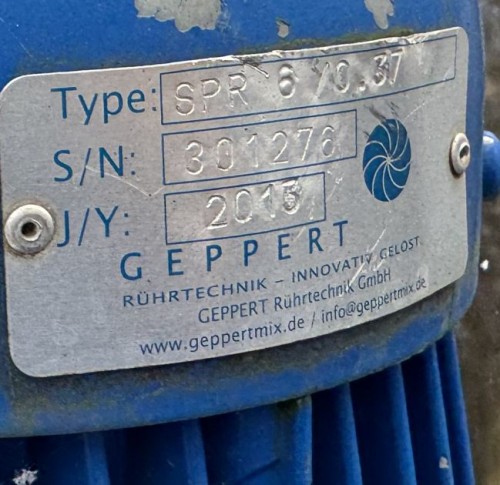 Type: SPR 6 /0.37
S/N: 301276
J/Y: 2015
GEPPERT
RÜHRTECHNIK – INNOVATIV GELÖST
GEPPERT Rührtechnik GmbH
www.geppertmix.de / info@geppertmix.de